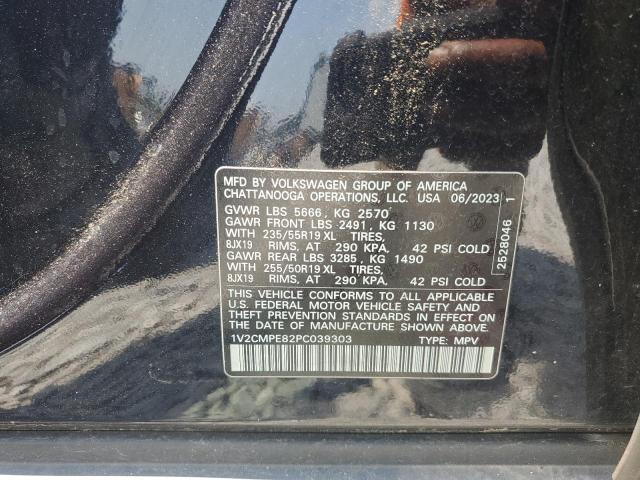 MFD BY VOLKSWAGEN GROUP OF AMERICA
CHATTANOOGA OPERATIONS, LLC. USA 06/2023 1
GVWR LBS 5666, KG 2570
GAWR FRONT LBS 2491, KG 1130
WITH 235/55R19 XL TIRES,
8JX19 RIMS, AT 290 KPA, 42 PSI COLD
GAWR REAR LBS 3285, KG 1490
WITH 255/50R19 XL TIRES,
8JX19 RIMS, AT 290 KPA, 42 PSI COLD
THIS VEHICLE CONFORMS TO ALL APPLICABLE
U.S. FEDERAL MOTOR VEHICLE SAFETY AND
THEFT PREVENTION STANDARDS IN EFFECT ON
THE DATE OF MANUFACTURE SHOWN ABOVE.
1V2CMPE82PC039303 TYPE: MPV
2528046